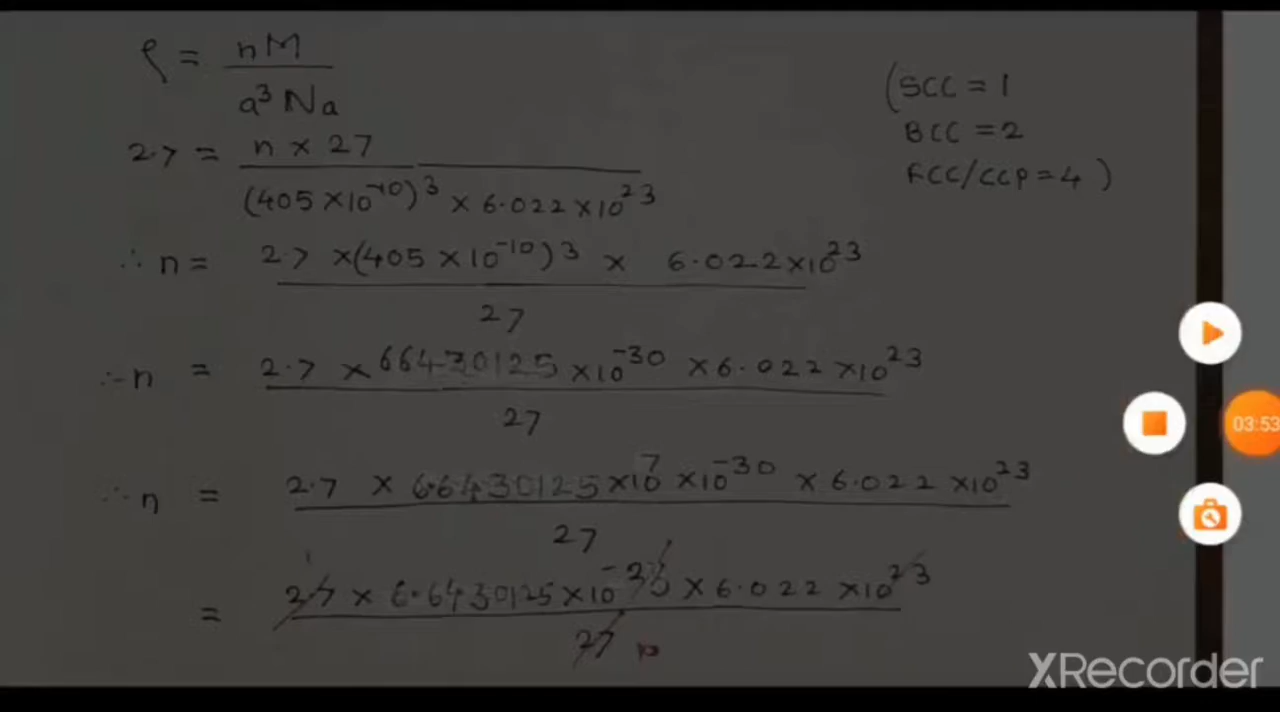 ρ = nM / a³ Na
(SCC = 1
BCC = 2
FCC/CCP = 4)
2.7 = n × 27 / (405 × 10⁻¹⁰)³ × 6.022 × 10²³
∴ n = 2.7 × (405 × 10⁻¹⁰)³ × 6.022 × 10²³ / 27
∴ n = 2.7 × 66430125 × 10⁻³⁰ × 6.022 × 10²³ / 27
∴ n = 2.7 × 6.6430125 × 10⁷ × 10⁻³⁰ × 6.022 × 10²³ / 27
= 2.7 × 6.6430125 × 10⁻²³ × 6.022 × 10²³ / 27
03:53
XRecorder